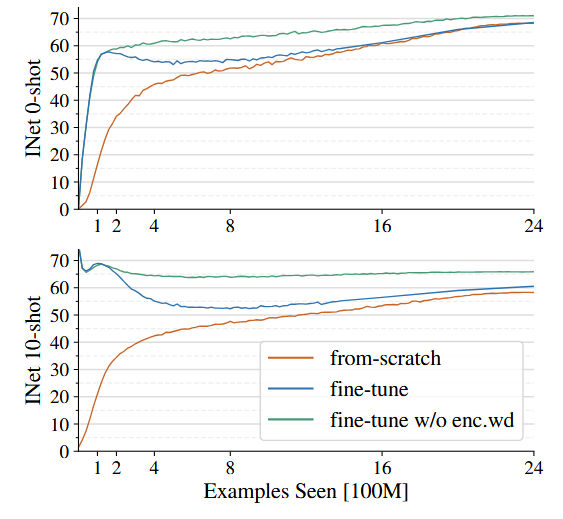 70
60
50
40
30
20
10
0
INet 0-shot
1 2 4 8 16 24
70
60
50
40
30
20
10
0
INet 10-shot
from-scratch
fine-tune
fine-tune w/o enc.wd
1 2 4 8 16 24
Examples Seen [100M]